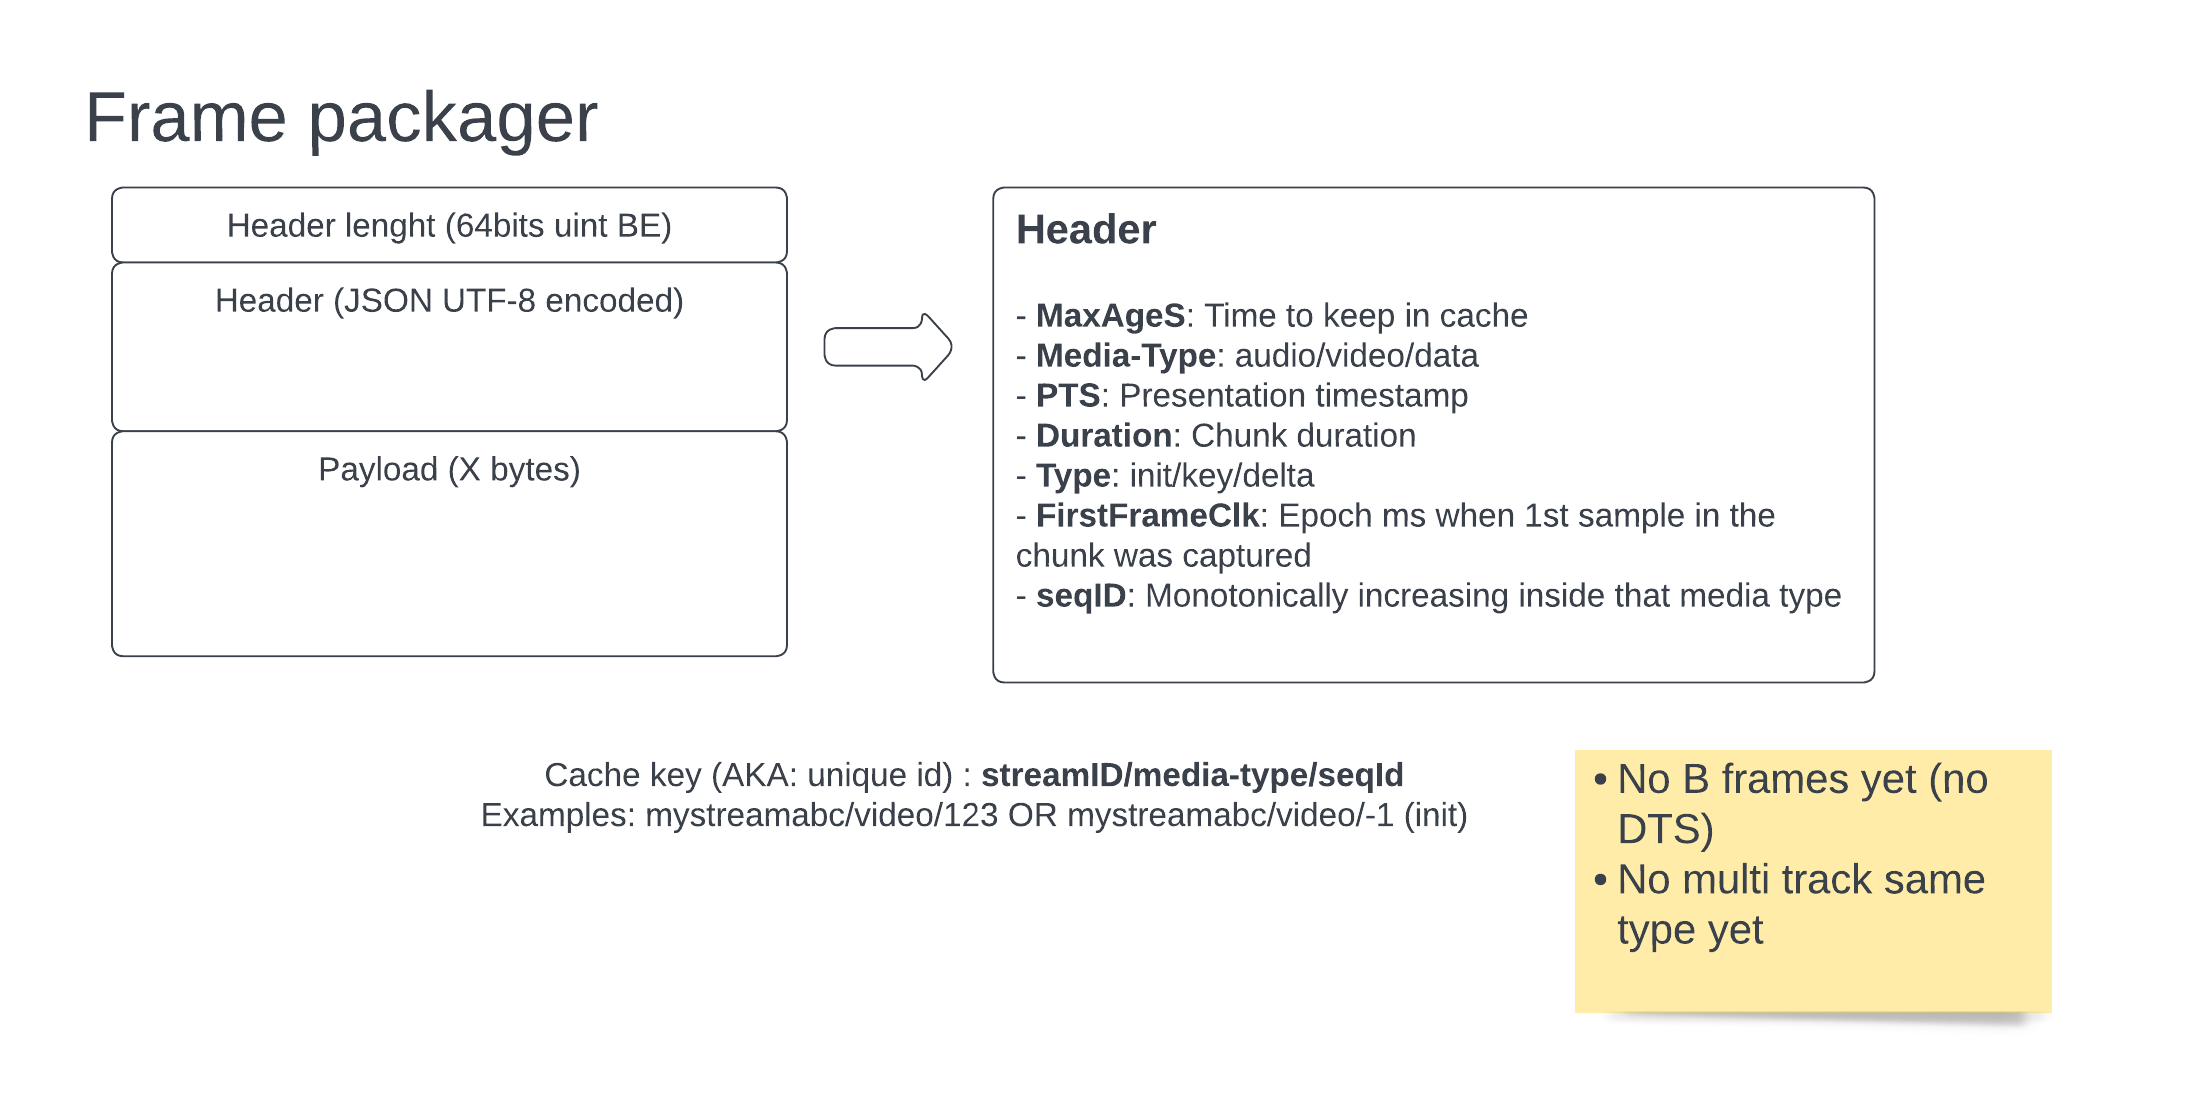 Frame packager
Header lenght (64bits uint BE)
Header (JSON UTF-8 encoded)
Payload (X bytes)
Header
- MaxAgeS: Time to keep in cache
- Media-Type: audio/video/data
- PTS: Presentation timestamp
- Duration: Chunk duration
- Type: init/key/delta
- FirstFrameClk: Epoch ms when 1st sample in the
chunk was captured
- seqID: Monotonically increasing inside that media type
Cache key (AKA: unique id) : streamID/media-type/seqId
Examples: mystreamabc/video/123 OR mystreamabc/video/-1 (init)
• No B frames yet (no
DTS)
• No multi track same
type yet